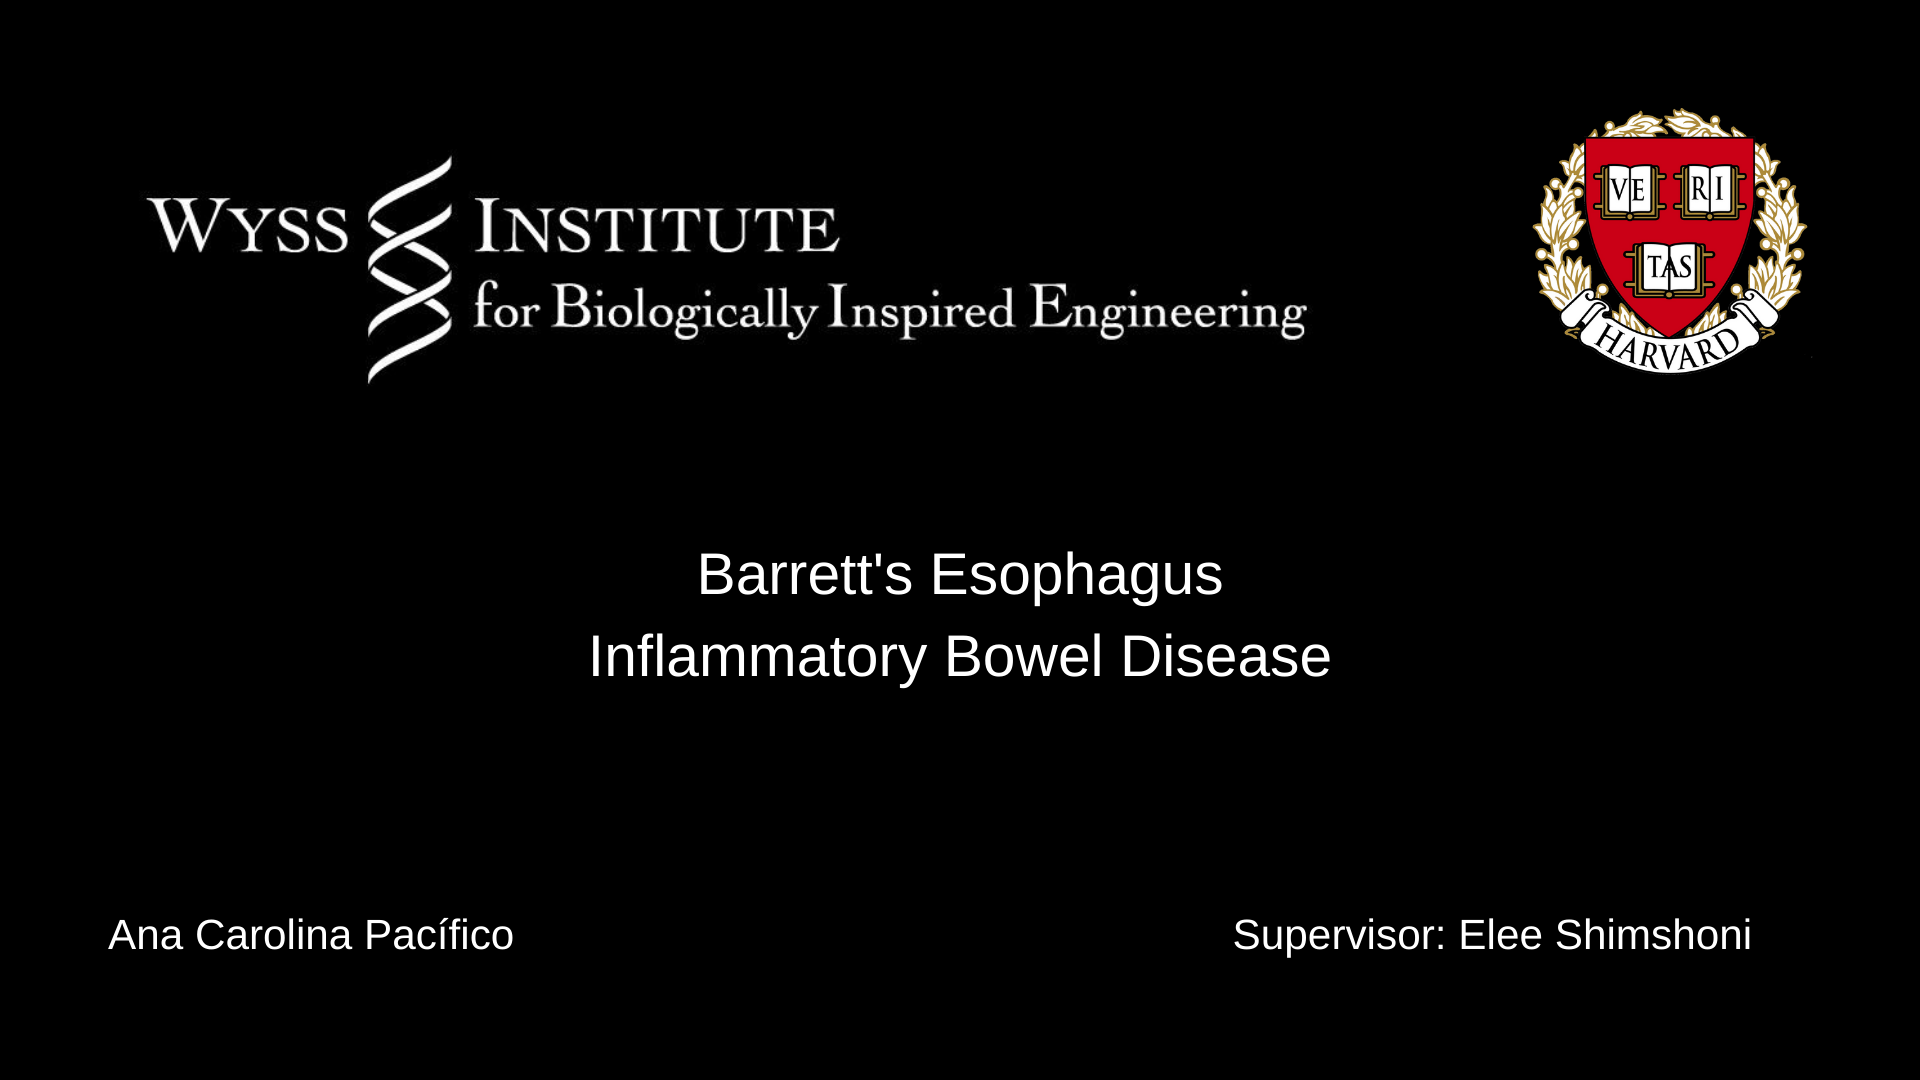 WYSS INSTITUTE
for Biologically Inspired Engineering
VE RI
TAS
HARVARD
Barrett's Esophagus
Inflammatory Bowel Disease
Ana Carolina Pacífico
Supervisor: Elee Shimshoni